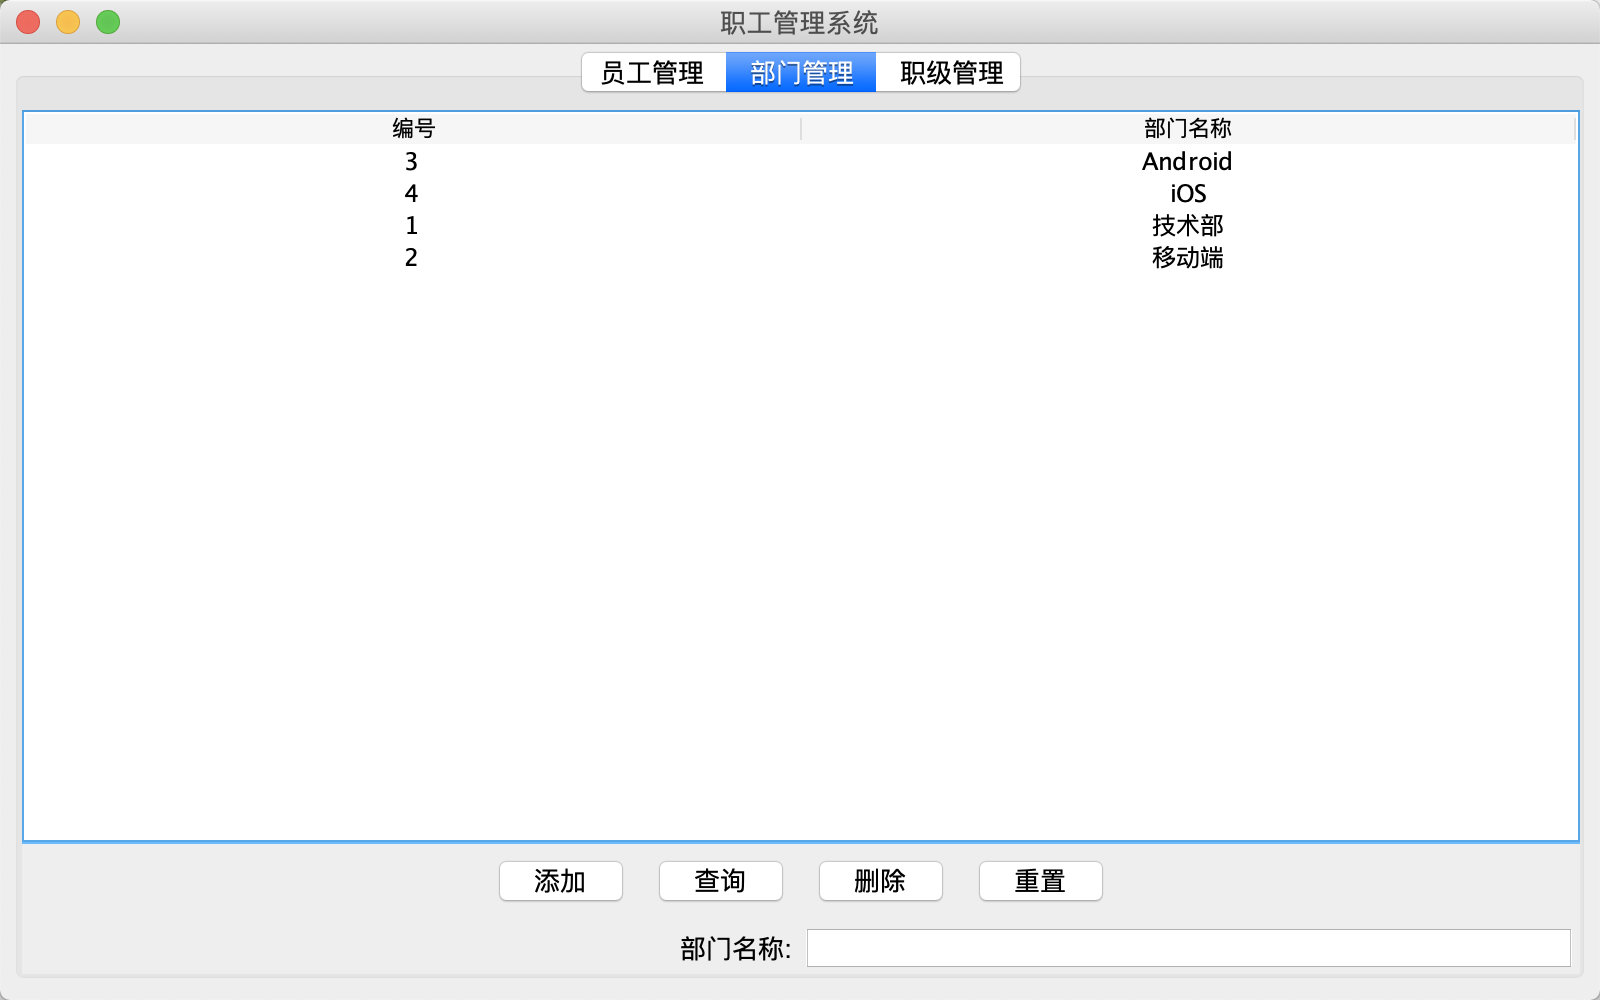 职工管理系统
员工管理 部门管理 职级管理
编号 部门名称
3 Android
4 iOS
1 技术部
2 移动端
添加 查询 删除 重置
部门名称: